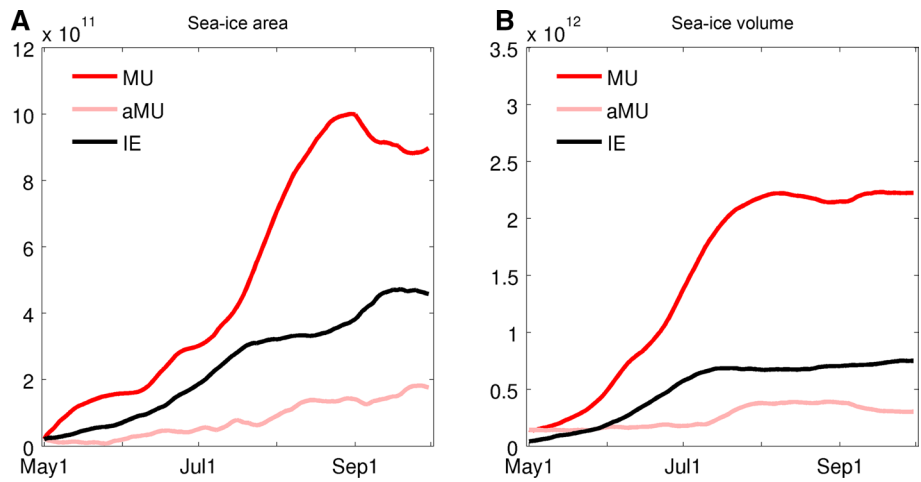 A
x 10^11
Sea-ice area
12
10
8
6
4
2
0
MU
aMU
IE
May1
Jul1
Sep1
B
x 10^12
Sea-ice volume
3.5
3
2.5
2
1.5
1
0.5
0
MU
aMU
IE
May1
Jul1
Sep1